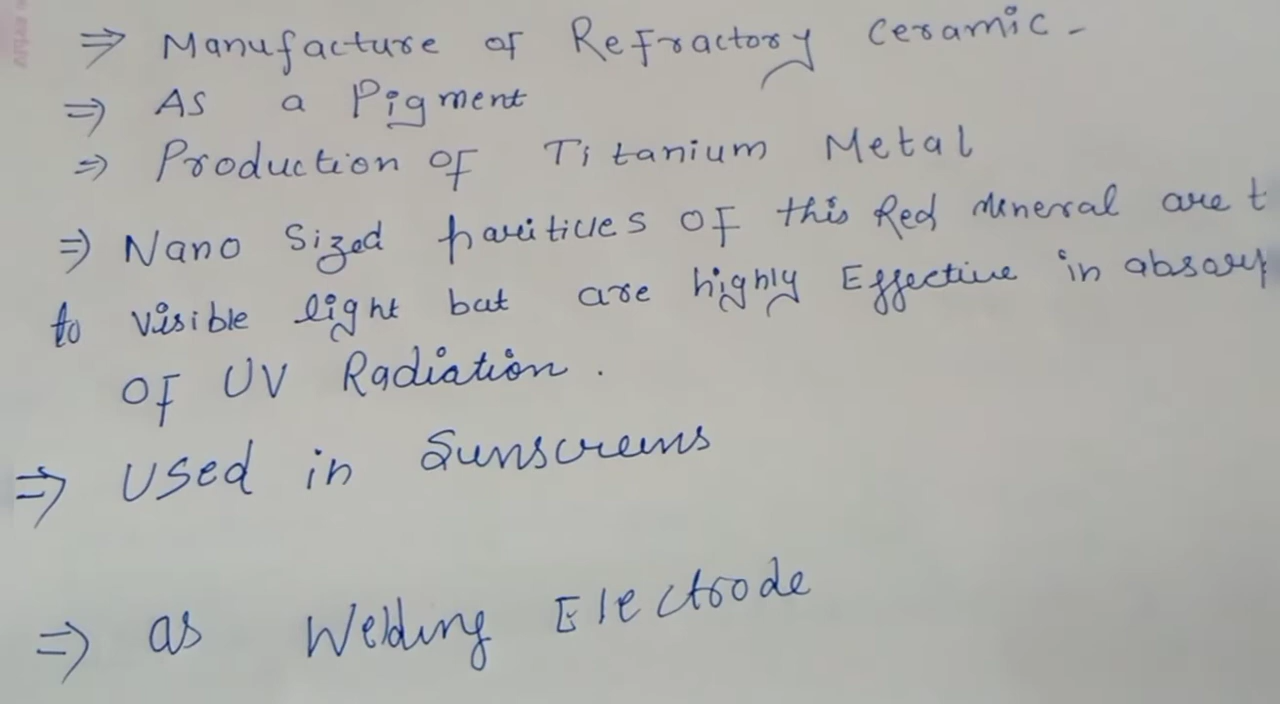 ⇒ Manufacture of Refractory Ceramic -
⇒ As a Pigment
⇒ Production of Titanium Metal
⇒ Nano Sized particles of this Red Mineral are t
to visible light but are highly Effective in absorp
of UV Radiation .
⇒ Used in Sunscreens
⇒ as Welding Electrode